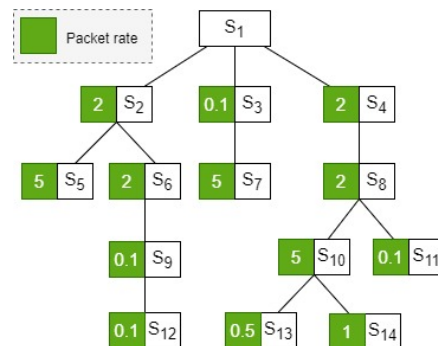 Packet rate
S1
2 S2
0.1 S3
2 S4
5 S5
2 S6
5 S7
2 S8
0.1 S9
5 S10
0.1 S11
0.1 S12
0.5 S13
1 S14